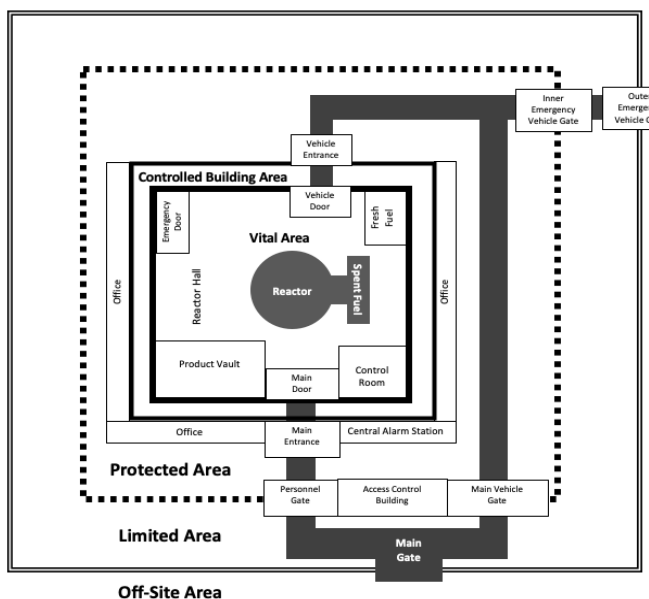 Inner
Emergency
Vehicle Gate
Oute
Emerge
Vehicle G
Vehicle
Entrance
Controlled Building Area
Vehicle
Door
Emergency
Door
Fresh
Fuel
Vital Area
Office
Reactor Hall
Reactor
Spent Fuel
Office
Product Vault
Main
Door
Control
Room
Office
Main
Entrance
Central Alarm Station
Protected Area
Personnel
Gate
Access Control
Building
Main Vehicle
Gate
Limited Area
Main
Gate
Off-Site Area